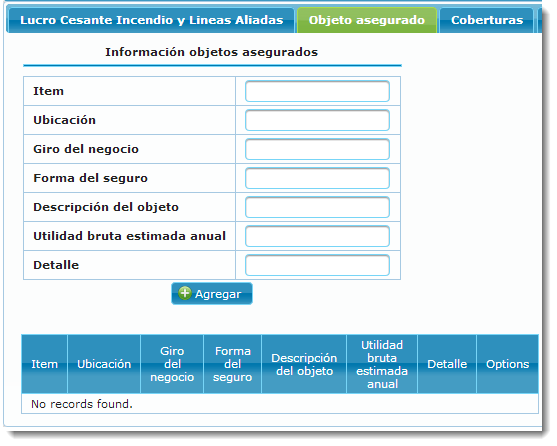 Lucro Cesante Incendio y Lineas Aliadas Objeto asegurado Coberturas
Información objetos asegurados
Item
Ubicación
Giro del negocio
Forma del seguro
Descripción del objeto
Utilidad bruta estimada anual
Detalle
Agregar
Item
Ubicación
Giro
del
negocio
Forma
del
seguro
Descripción
del objeto
Utilidad
bruta
estimada
anual
Detalle
Options
No records found.